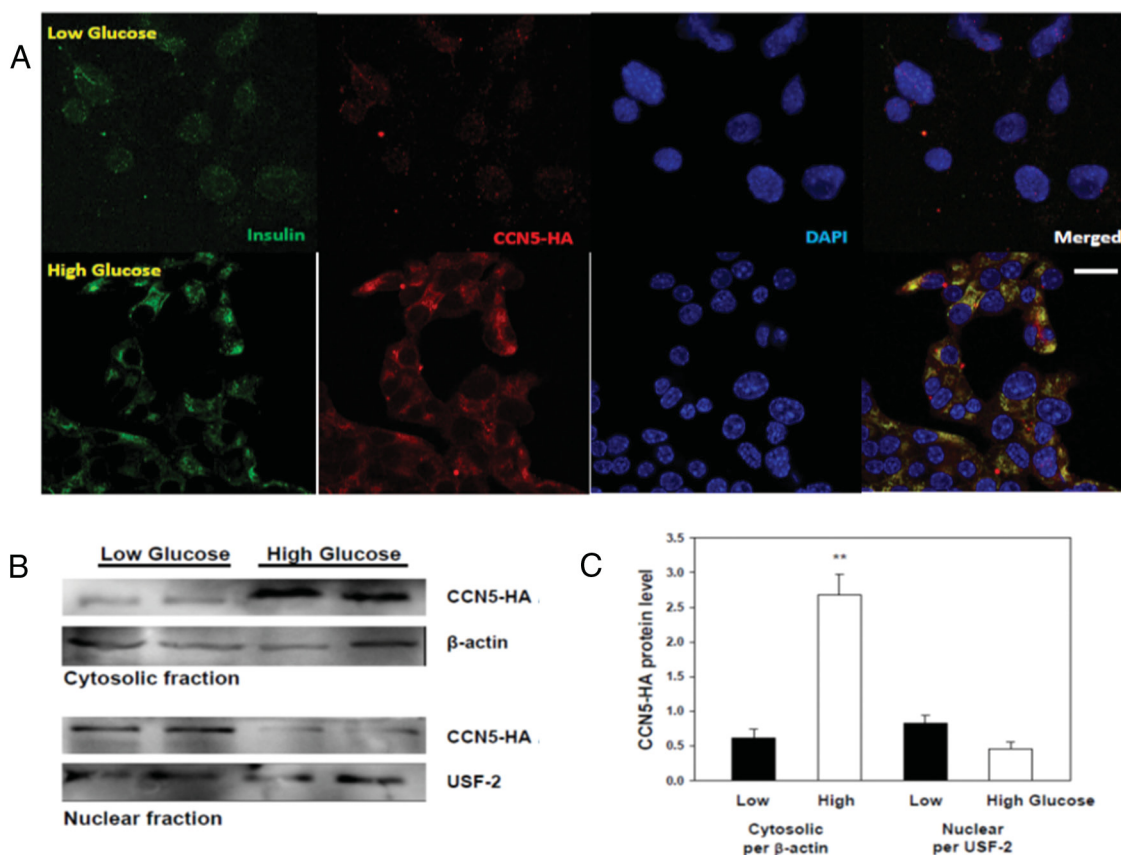 A
Low Glucose
Insulin
CCN5-HA
DAPI
Merged
High Glucose
B
Low Glucose
High Glucose
CCN5-HA
β-actin
Cytosolic fraction
CCN5-HA
USF-2
Nuclear fraction
C
CCN5-HA protein level
3.5
3.0
2.5
2.0
1.5
1.0
0.5
0.0
**
Low
High
Low
High Glucose
Cytosolic
per β-actin
Nuclear
per USF-2